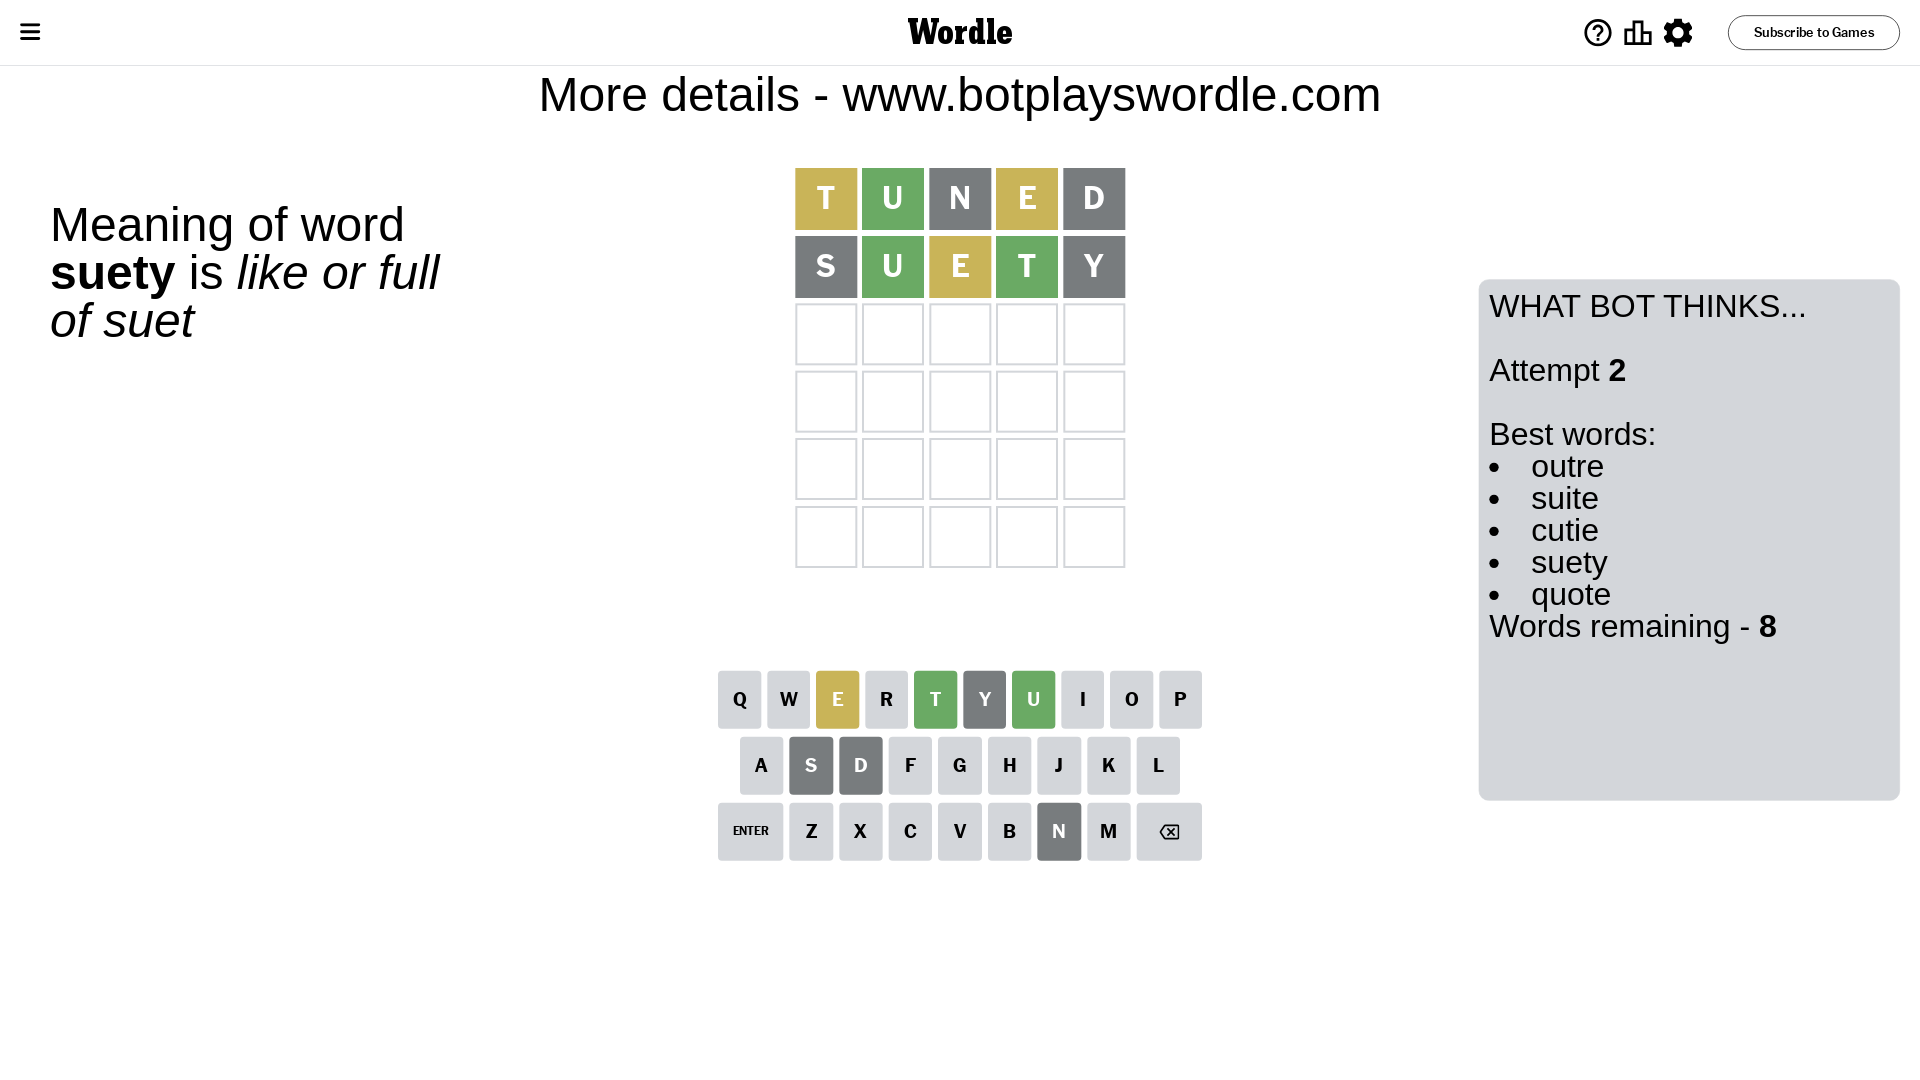 Wordle
Subscribe to Games
More details - www.botplayswordle.com
Meaning of word
suety is like or full
of suet
T U N E D
S U E T Y
WHAT BOT THINKS...
Attempt 2
Best words:
• outre
• suite
• cutie
• suety
• quote
Words remaining - 8
Q W E R T Y U I O P
A S D F G H J K L
ENTER Z X C V B N M